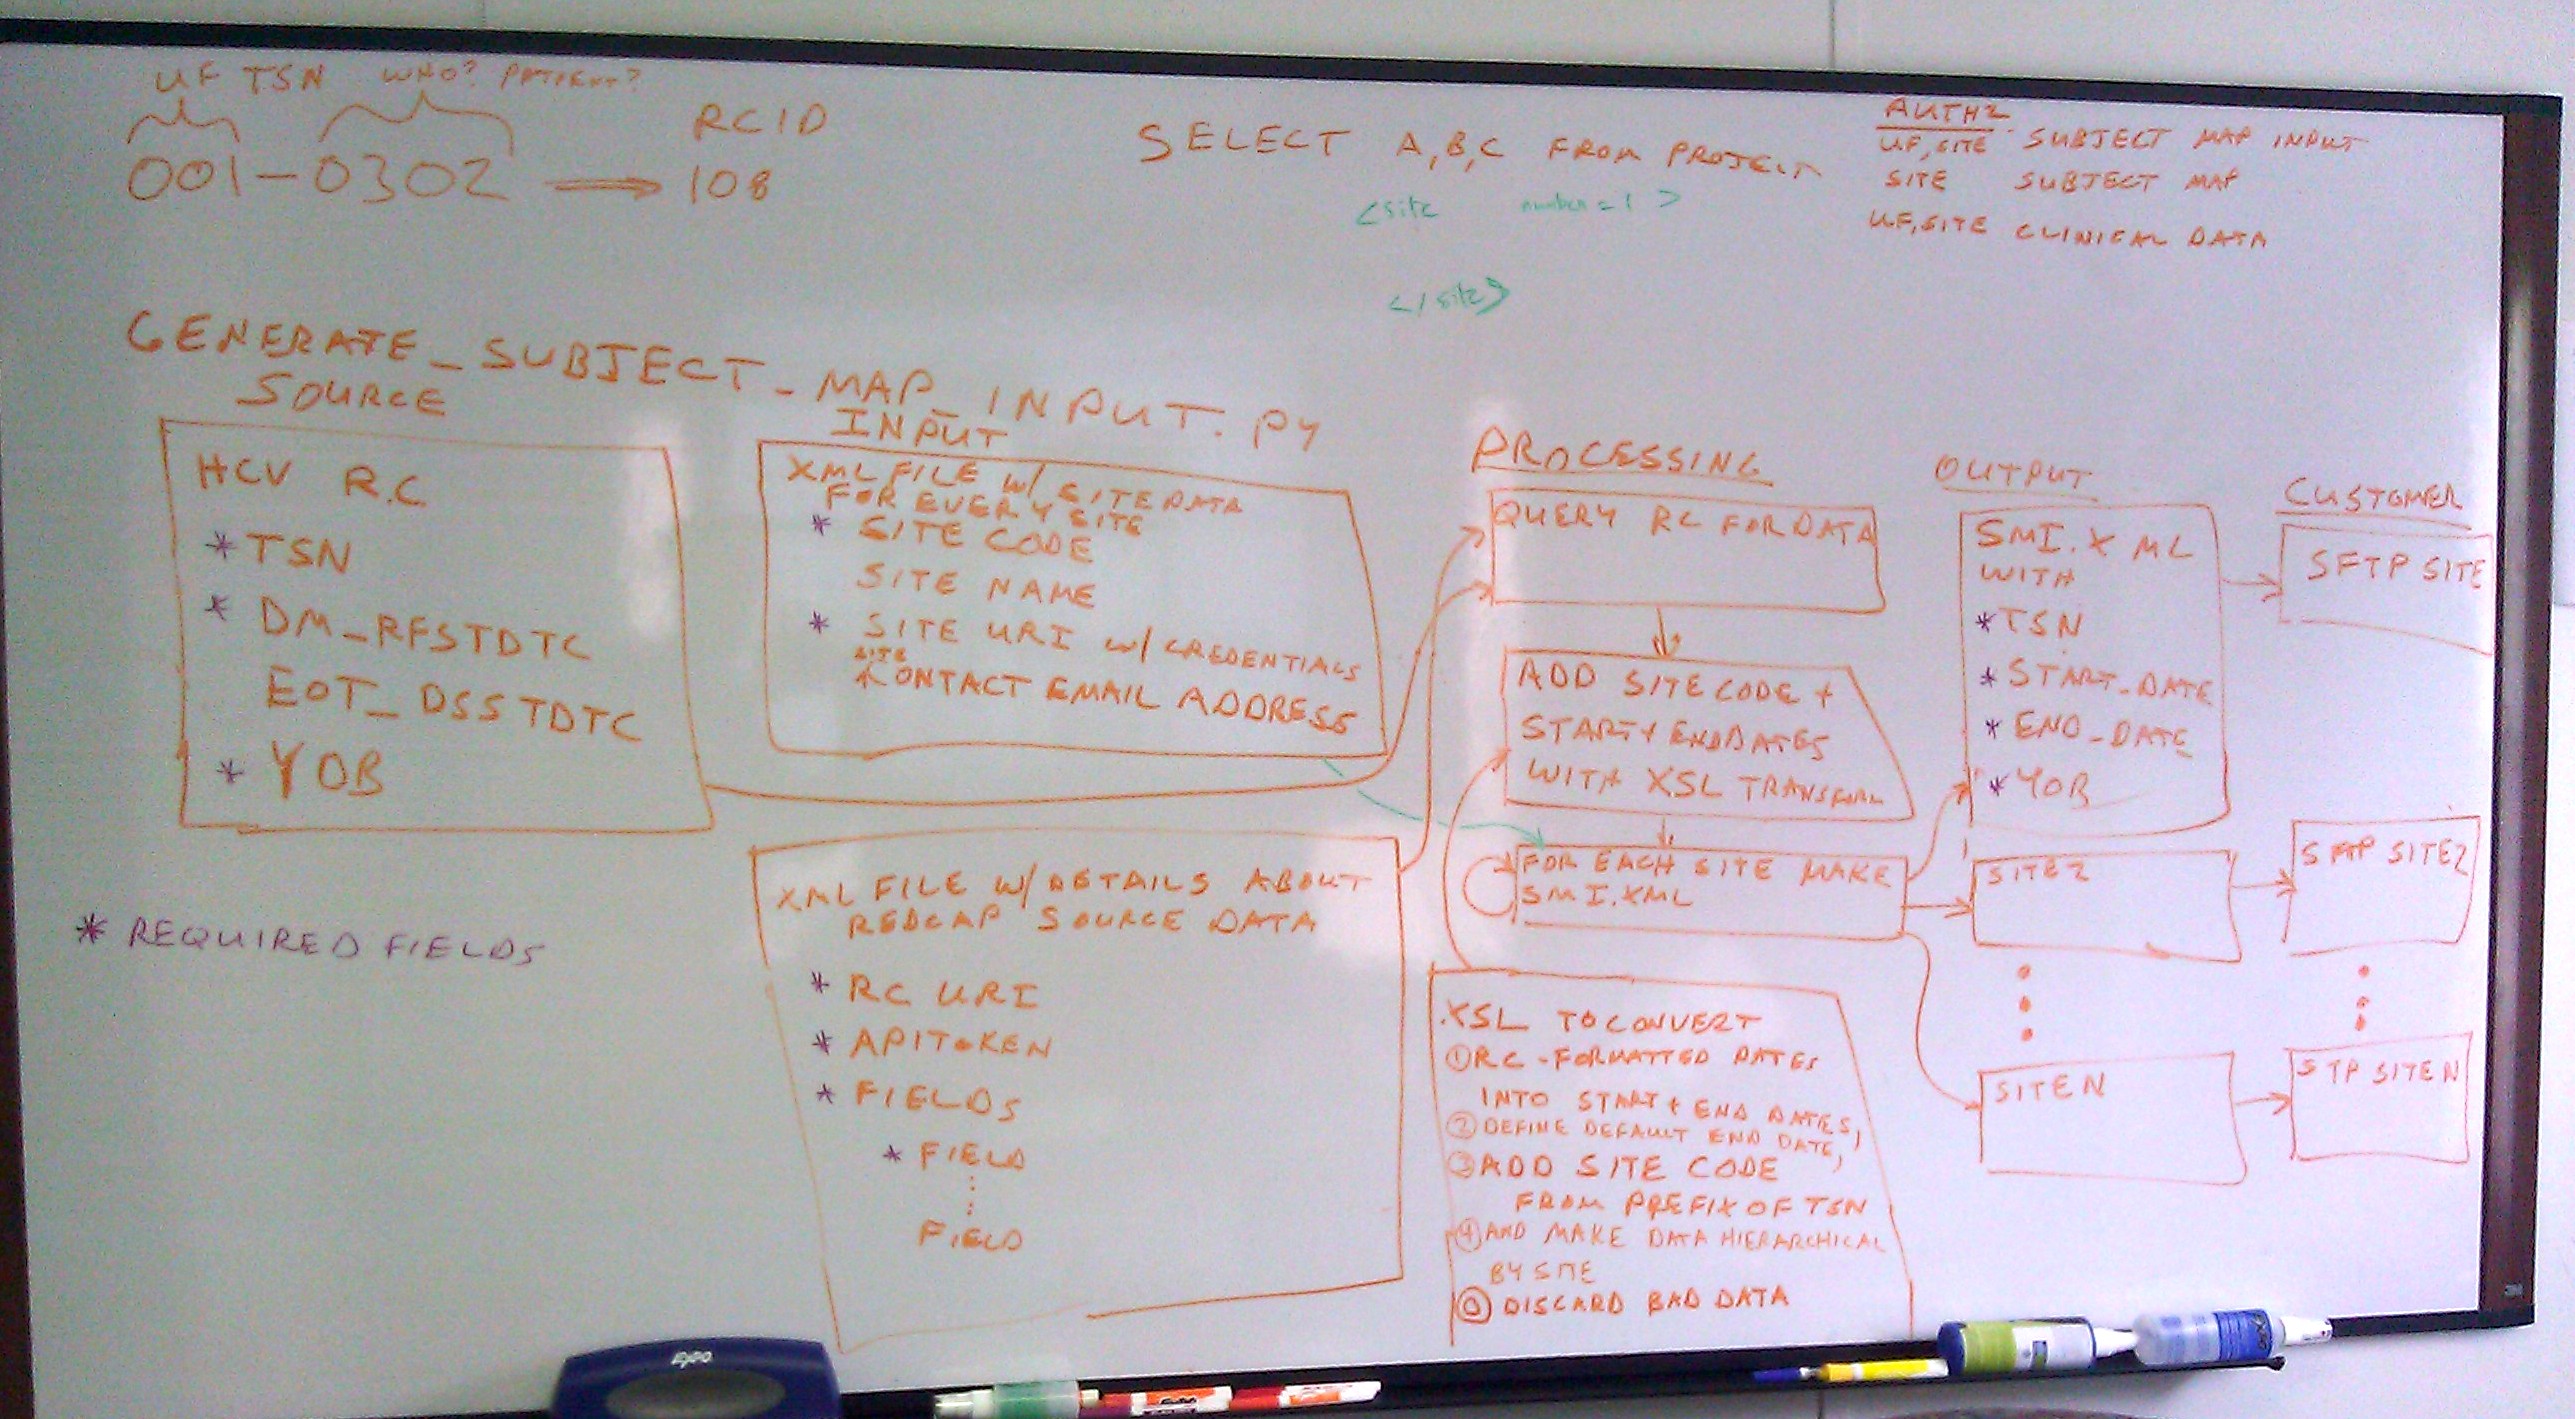 UF TSN WHO? PATIENT?
001-0302 → 108
RCID
SELECT A,B,C FROM PROJECT
<site number=1 >
</site>
AUTHZ
UF,SITE SUBJECT MAP INPUT
SITE SUBJECT MAP
UF,SITE CLINICAL DATA
GENERATE_SUBJECT_MAP_INPUT.PY
SOURCE
HCV R.C
* TSN
* DM_RFSTDTC
EOT_DSSTDTC
* YOB
* REQUIRED FIELDS
INPUT
XML FILE W/ SITE DATA
FOR EVERY SITE
* SITE CODE
SITE NAME
* SITE URI W/ CREDENTIALS
SITE
CONTACT EMAIL ADDRESS
XML FILE W/ DETAILS ABOUT
REDCAP SOURCE DATA
* RC URI
* API TOKEN
* FIELDS
* FIELD
FIELD
PROCESSING
QUERY RC FOR DATA
ADD SITE CODE +
START + END DATES
WITH XSL TRANSFORM
FOR EACH SITE MAKE
SMI.XML
XSL TO CONVERT
① RC-FORMATTED DATES
INTO START + END DATES,
② DEFINE DEFAULT END DATE,
③ ADD SITE CODE
FROM PREFIX OF TSN
④ AND MAKE DATA HIERARCHICAL
BY SITE
⓪ DISCARD BAD DATA
OUTPUT
SMI.XML
WITH
* TSN
* START_DATE
* END_DATE
* YOB
SITE2
SITE N
CUSTOMER
SFTP SITE
SFTP SITE2
STP SITE N
EXPO